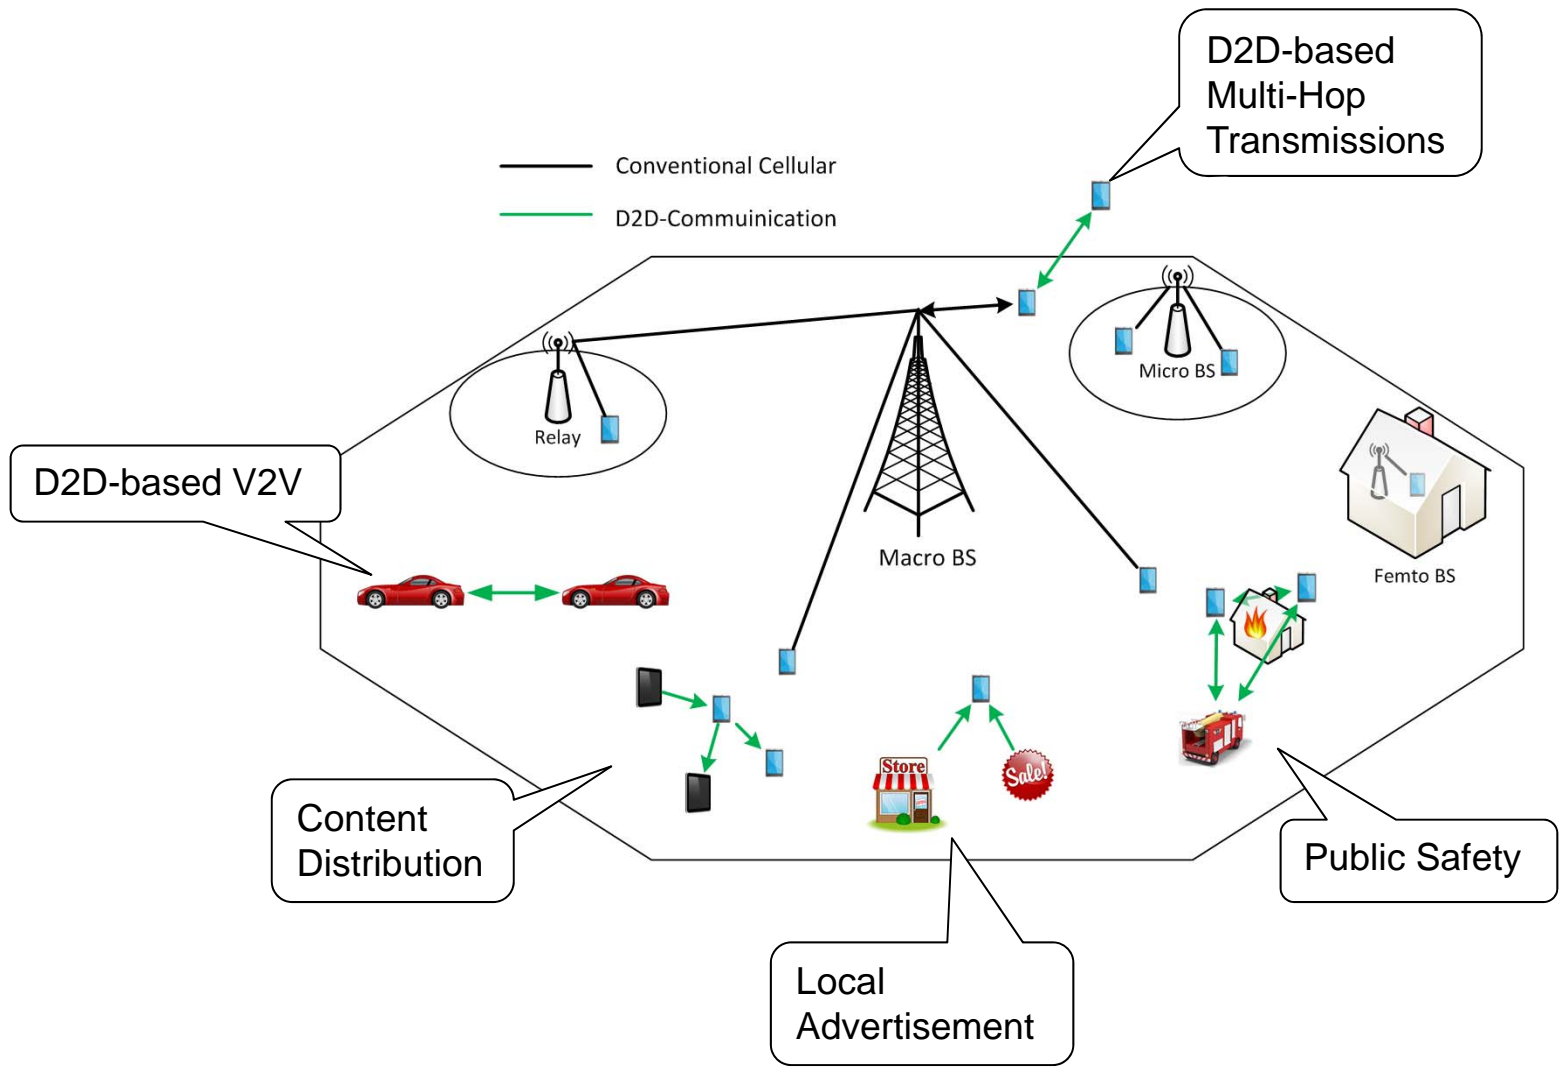 D2D-based
Multi-Hop
Transmissions
Conventional Cellular
D2D-Commuinication
Micro BS
Relay
D2D-based V2V
Macro BS
Femto BS
Store
Sale!
Content
Distribution
Public Safety
Local
Advertisement